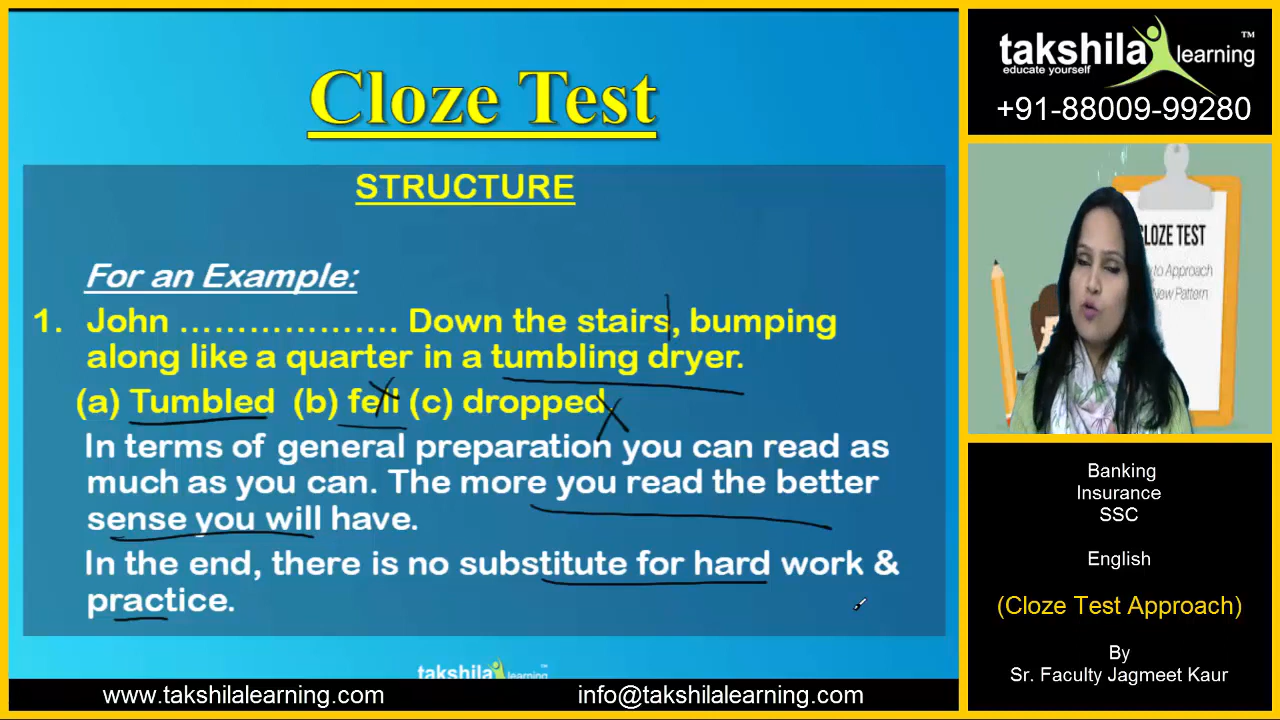 Cloze Test
STRUCTURE
For an Example:
1. John ………………. Down the stairs, bumping
along like a quarter in a tumbling dryer.
(a) Tumbled (b) fell (c) dropped
In terms of general preparation you can read as
much as you can. The more you read the better
sense you will have.
In the end, there is no substitute for hard work &
practice.
takshila learning
www.takshilalearning.com info@takshilalearning.com
takshila learning ™
educate yourself
+91-88009-99280
CLOZE TEST
to Approach
New Pattern
Banking
Insurance
SSC
English
(Cloze Test Approach)
By
Sr. Faculty Jagmeet Kaur